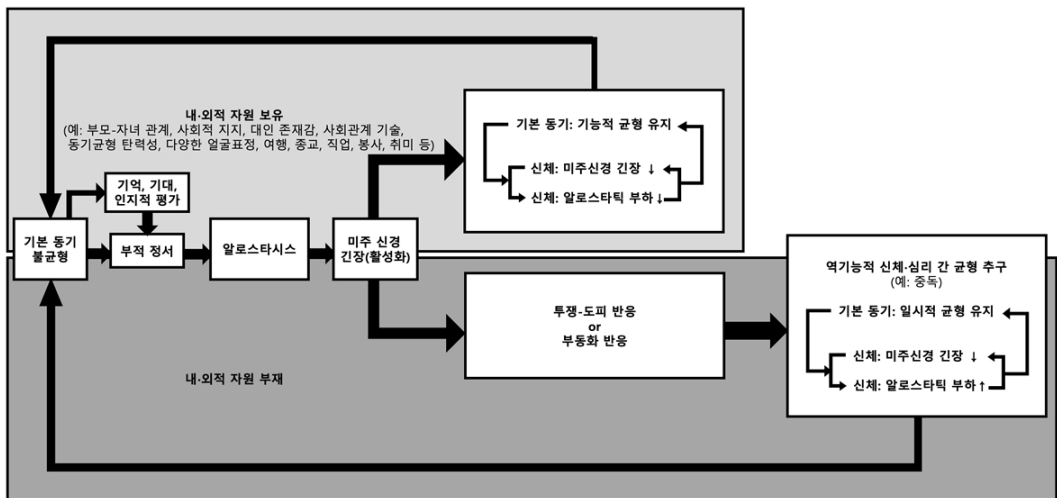 내·외적 자원 보유
(예: 부모-자녀 관계, 사회적 지지, 대인 존재감, 사회관계 기술,
동기균형 탄력성, 다양한 얼굴표정, 여행, 종교, 직업, 봉사, 취미 등)
기본 동기: 기능적 균형 유지
신체: 미주신경 긴장 ↓
신체: 알로스타틱 부하↓
기억, 기대,
인지적 평가
기본 동기
불균형
부적 정서
알로스타시스
미주 신경
긴장(활성화)
역기능적 신체·심리 간 균형 추구
(예: 중독)
기본 동기: 일시적 균형 유지
신체: 미주신경 긴장 ↓
신체: 알로스타틱 부하↑
투쟁-도피 반응
or
부동화 반응
내·외적 자원 부재